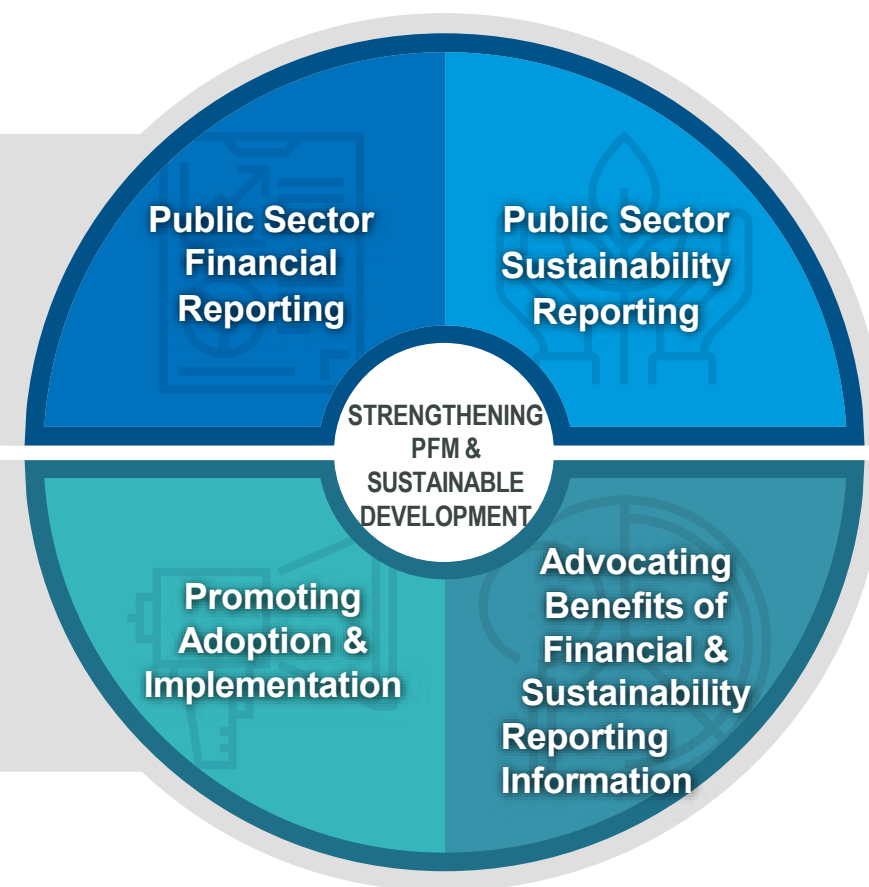 Public Sector
Financial
Reporting
Public Sector
Sustainability
Reporting
STRENGTHENING
PFM &
SUSTAINABLE
DEVELOPMENT
Promoting
Adoption &
Implementation
Advocating
Benefits of
Financial &
Sustainability
Reporting
Information